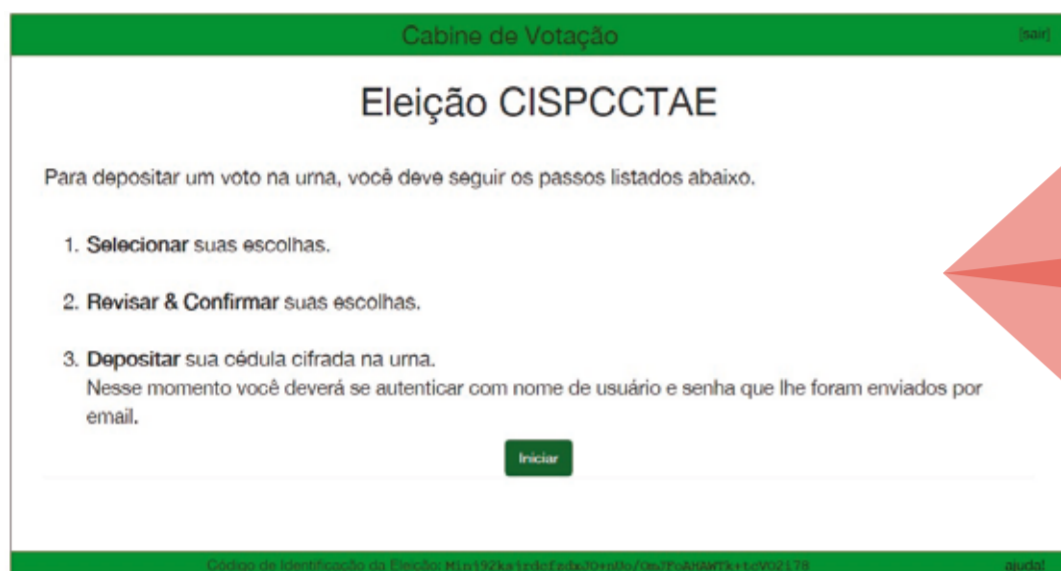 Cabine de Votação
[sair]
Eleição CISPCCTAE
Para depositar um voto na urna, você deve seguir os passos listados abaixo.
1. Selecionar suas escolhas.
2. Revisar & Confirmar suas escolhas.
3. Depositar sua cédula cifrada na urna.
Nesse momento você deverá se autenticar com nome de usuário e senha que lhe foram enviados por
email.
Iniciar
Código de Identificação da Eleição:
ajuda!